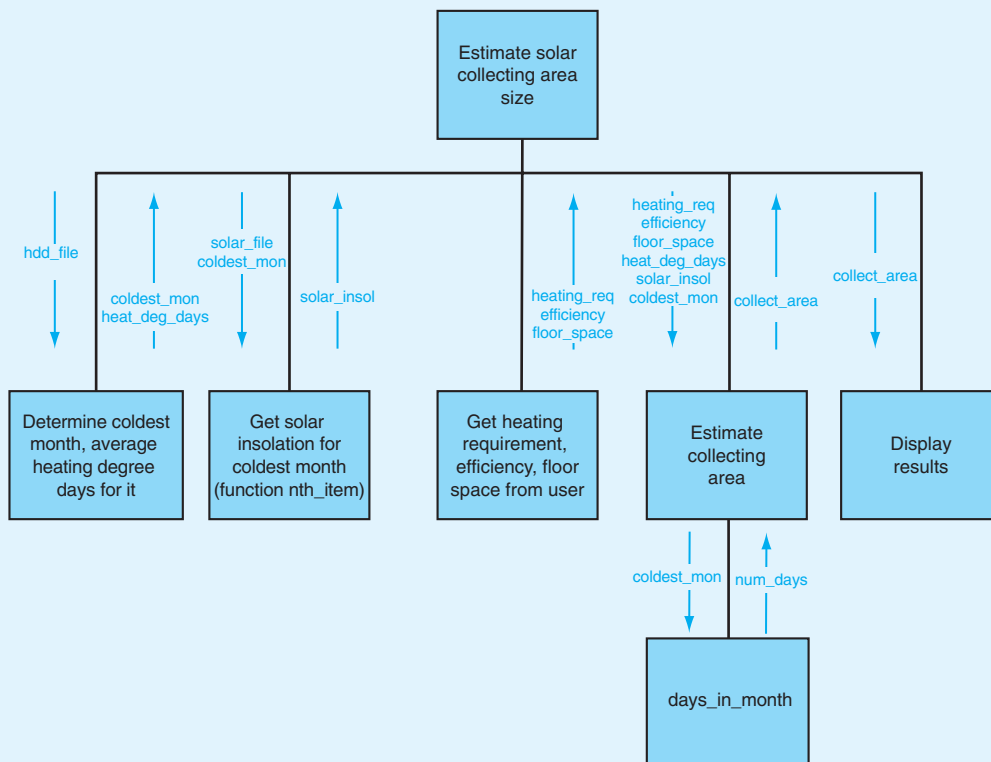 Estimate solar
collecting area
size
hdd_file
coldest_mon
heat_deg_days
solar_file
coldest_mon
solar_insol
heating_req
efficiency
floor_space
heating_req
efficiency
floor_space
heat_deg_days
solar_insol
coldest_mon
collect_area
collect_area
Determine coldest
month, average
heating degree
days for it
Get solar
insolation for
coldest month
(function nth_item)
Get heating
requirement,
efficiency, floor
space from user
Estimate
collecting
area
Display
results
coldest_mon
num_days
days_in_month